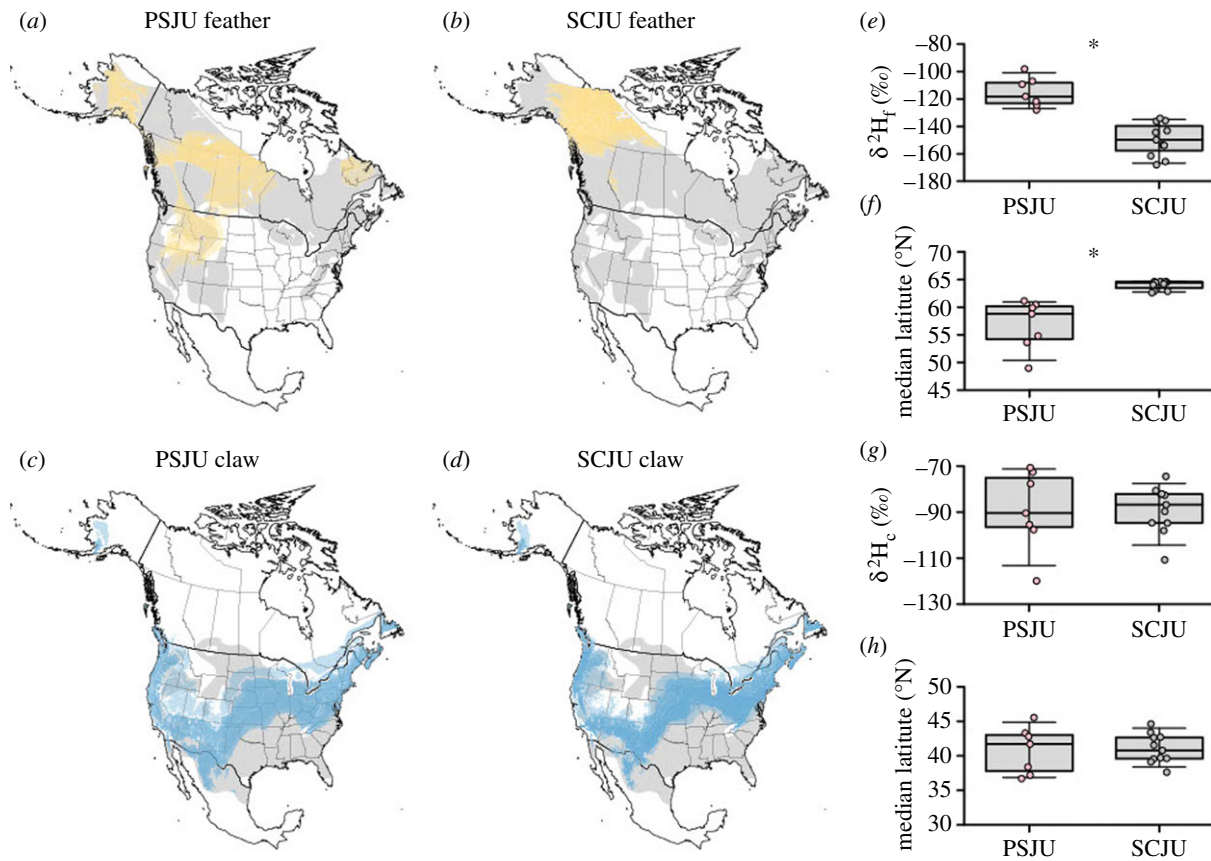 (a) PSJU feather
(b) SCJU feather
(c) PSJU claw
(d) SCJU claw
(e)
δ ²H_f (‰)
–80
–100
–120
–140
–160
–180
*
PSJU SCJU
(f)
median latitute (°N)
70
65
60
55
50
45
*
PSJU SCJU
(g)
δ ²H_c (‰)
–70
–90
–110
–130
PSJU SCJU
(h)
median latitute (°N)
50
45
40
35
30
PSJU SCJU